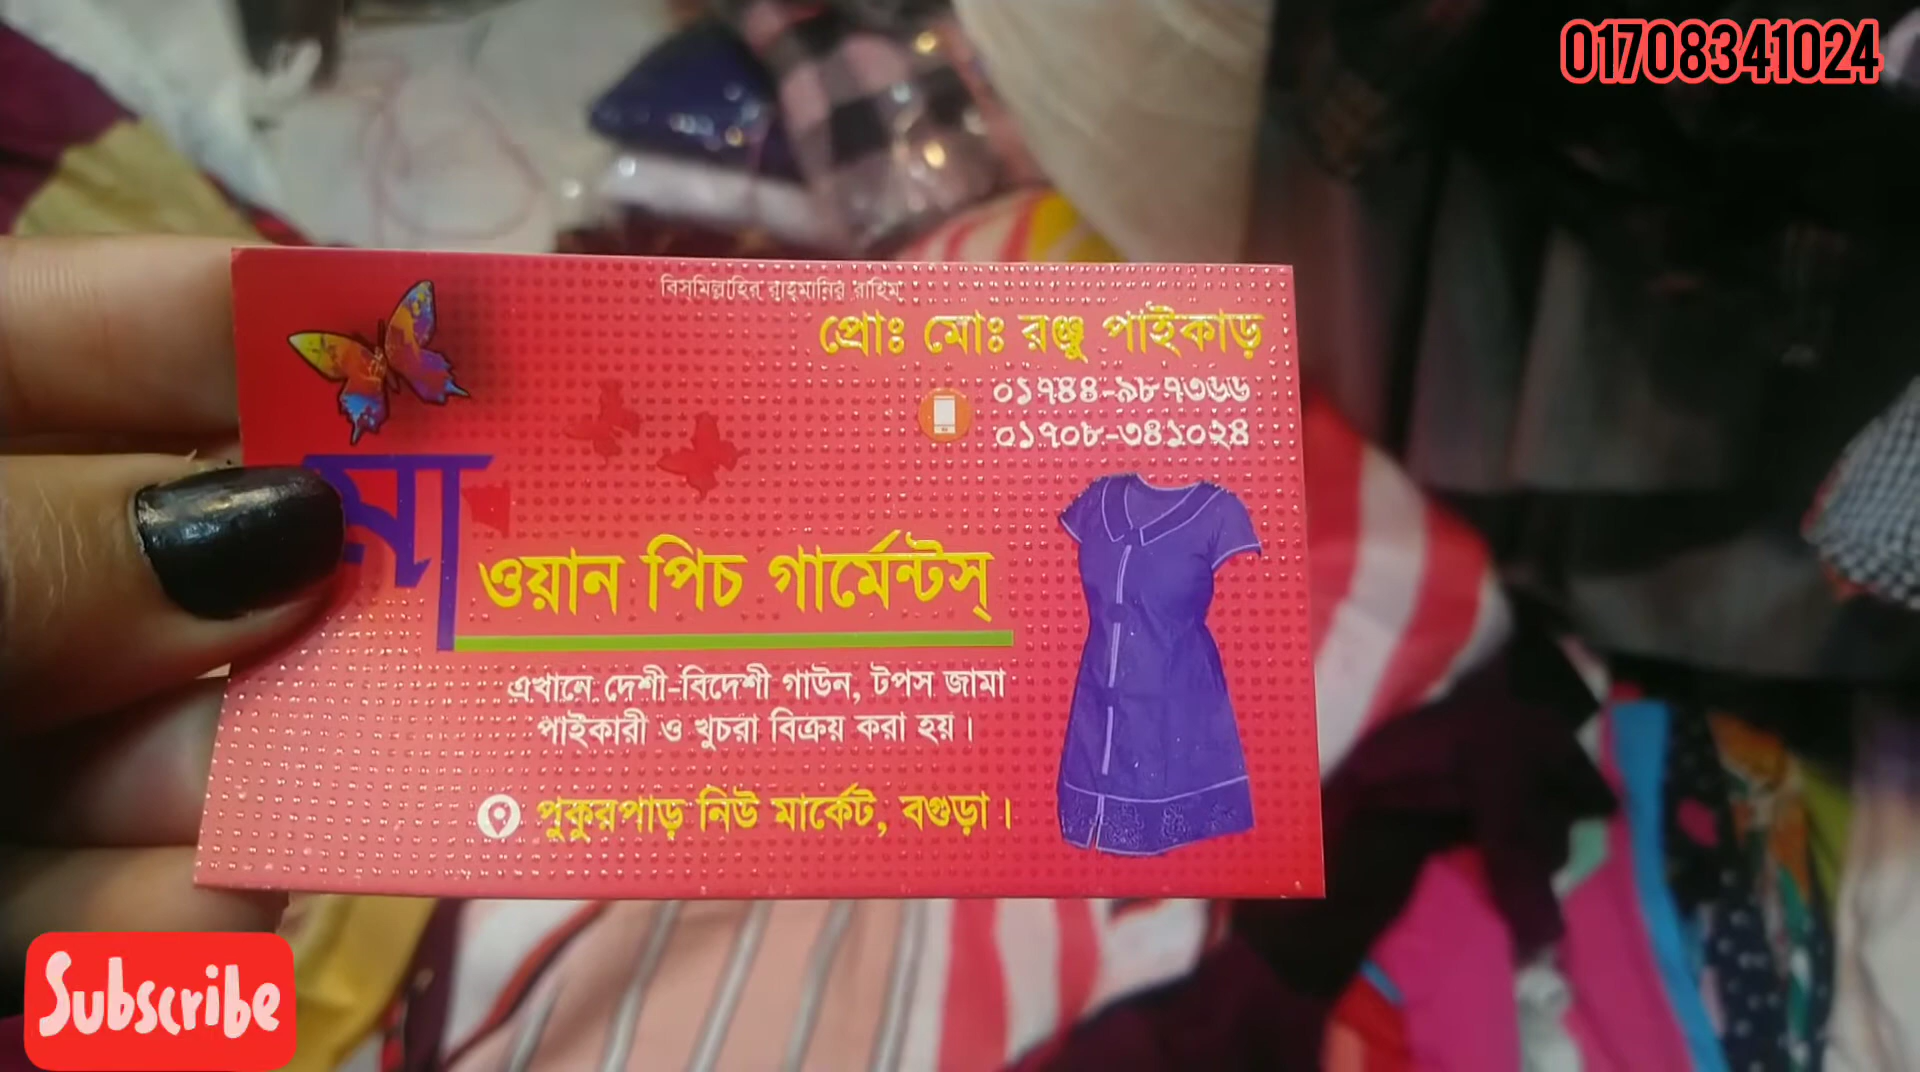 01708341024
বিসমিল্লাহির রাহমানির রাহিম
প্রোঃ মোঃ রঞ্জু পাইকাড়
০১৭৪৪-৯৮৭৩৬৬
০১৭০৮-৩৪১০২৪
মা
ওয়ান পিচ গার্মেন্টস্
এখানে দেশী-বিদেশী গাউন, টপস জামা
পাইকারী ও খুচরা বিক্রয় করা হয়।
পুকুরপাড় নিউ মার্কেট, বগুড়া।
Subscribe